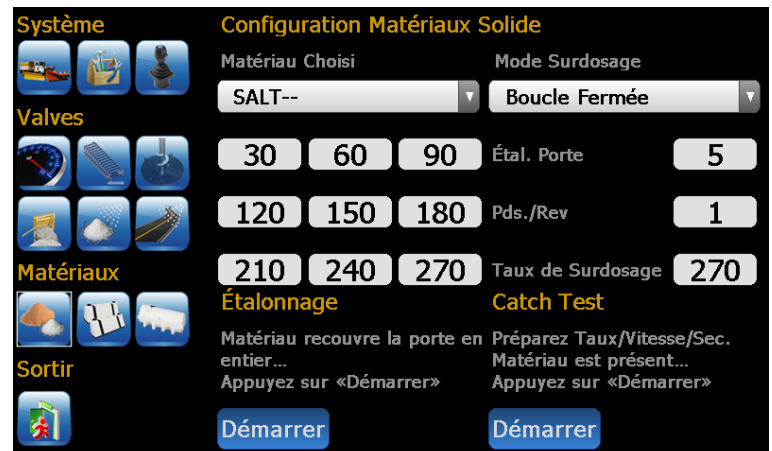 Système
Configuration Matériaux Solide
Matériau Choisi
Mode Surdosage
SALT--
Boucle Fermée
Valves
30 60 90 Étal. Porte 5
120 150 180 Pds./Rev 1
210 240 270 Taux de Surdosage 270
Matériaux
Étalonnage
Catch Test
Matériau recouvre la porte en
entier...
Appuyez sur «Démarrer»
Préparez Taux/Vitesse/Sec.
Matériau est présent...
Appuyez sur «Démarrer»
Sortir
Démarrer
Démarrer